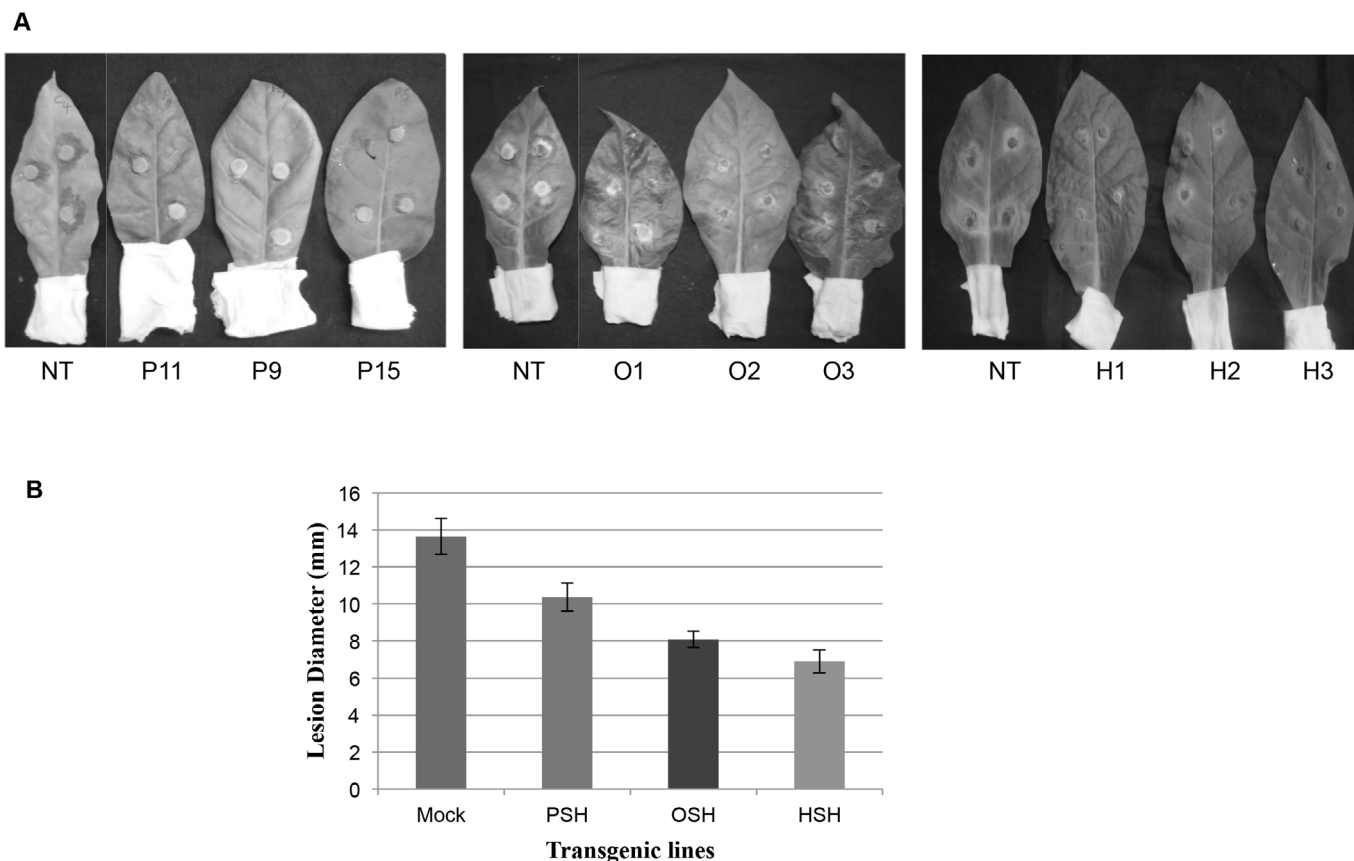 A
NT P11 P9 P15 NT O1 O2 O3 NT H1 H2 H3
B
16
14
12
10
8
6
4
2
0
Lesion Diameter (mm)
Mock PSH OSH HSH
Transgenic lines